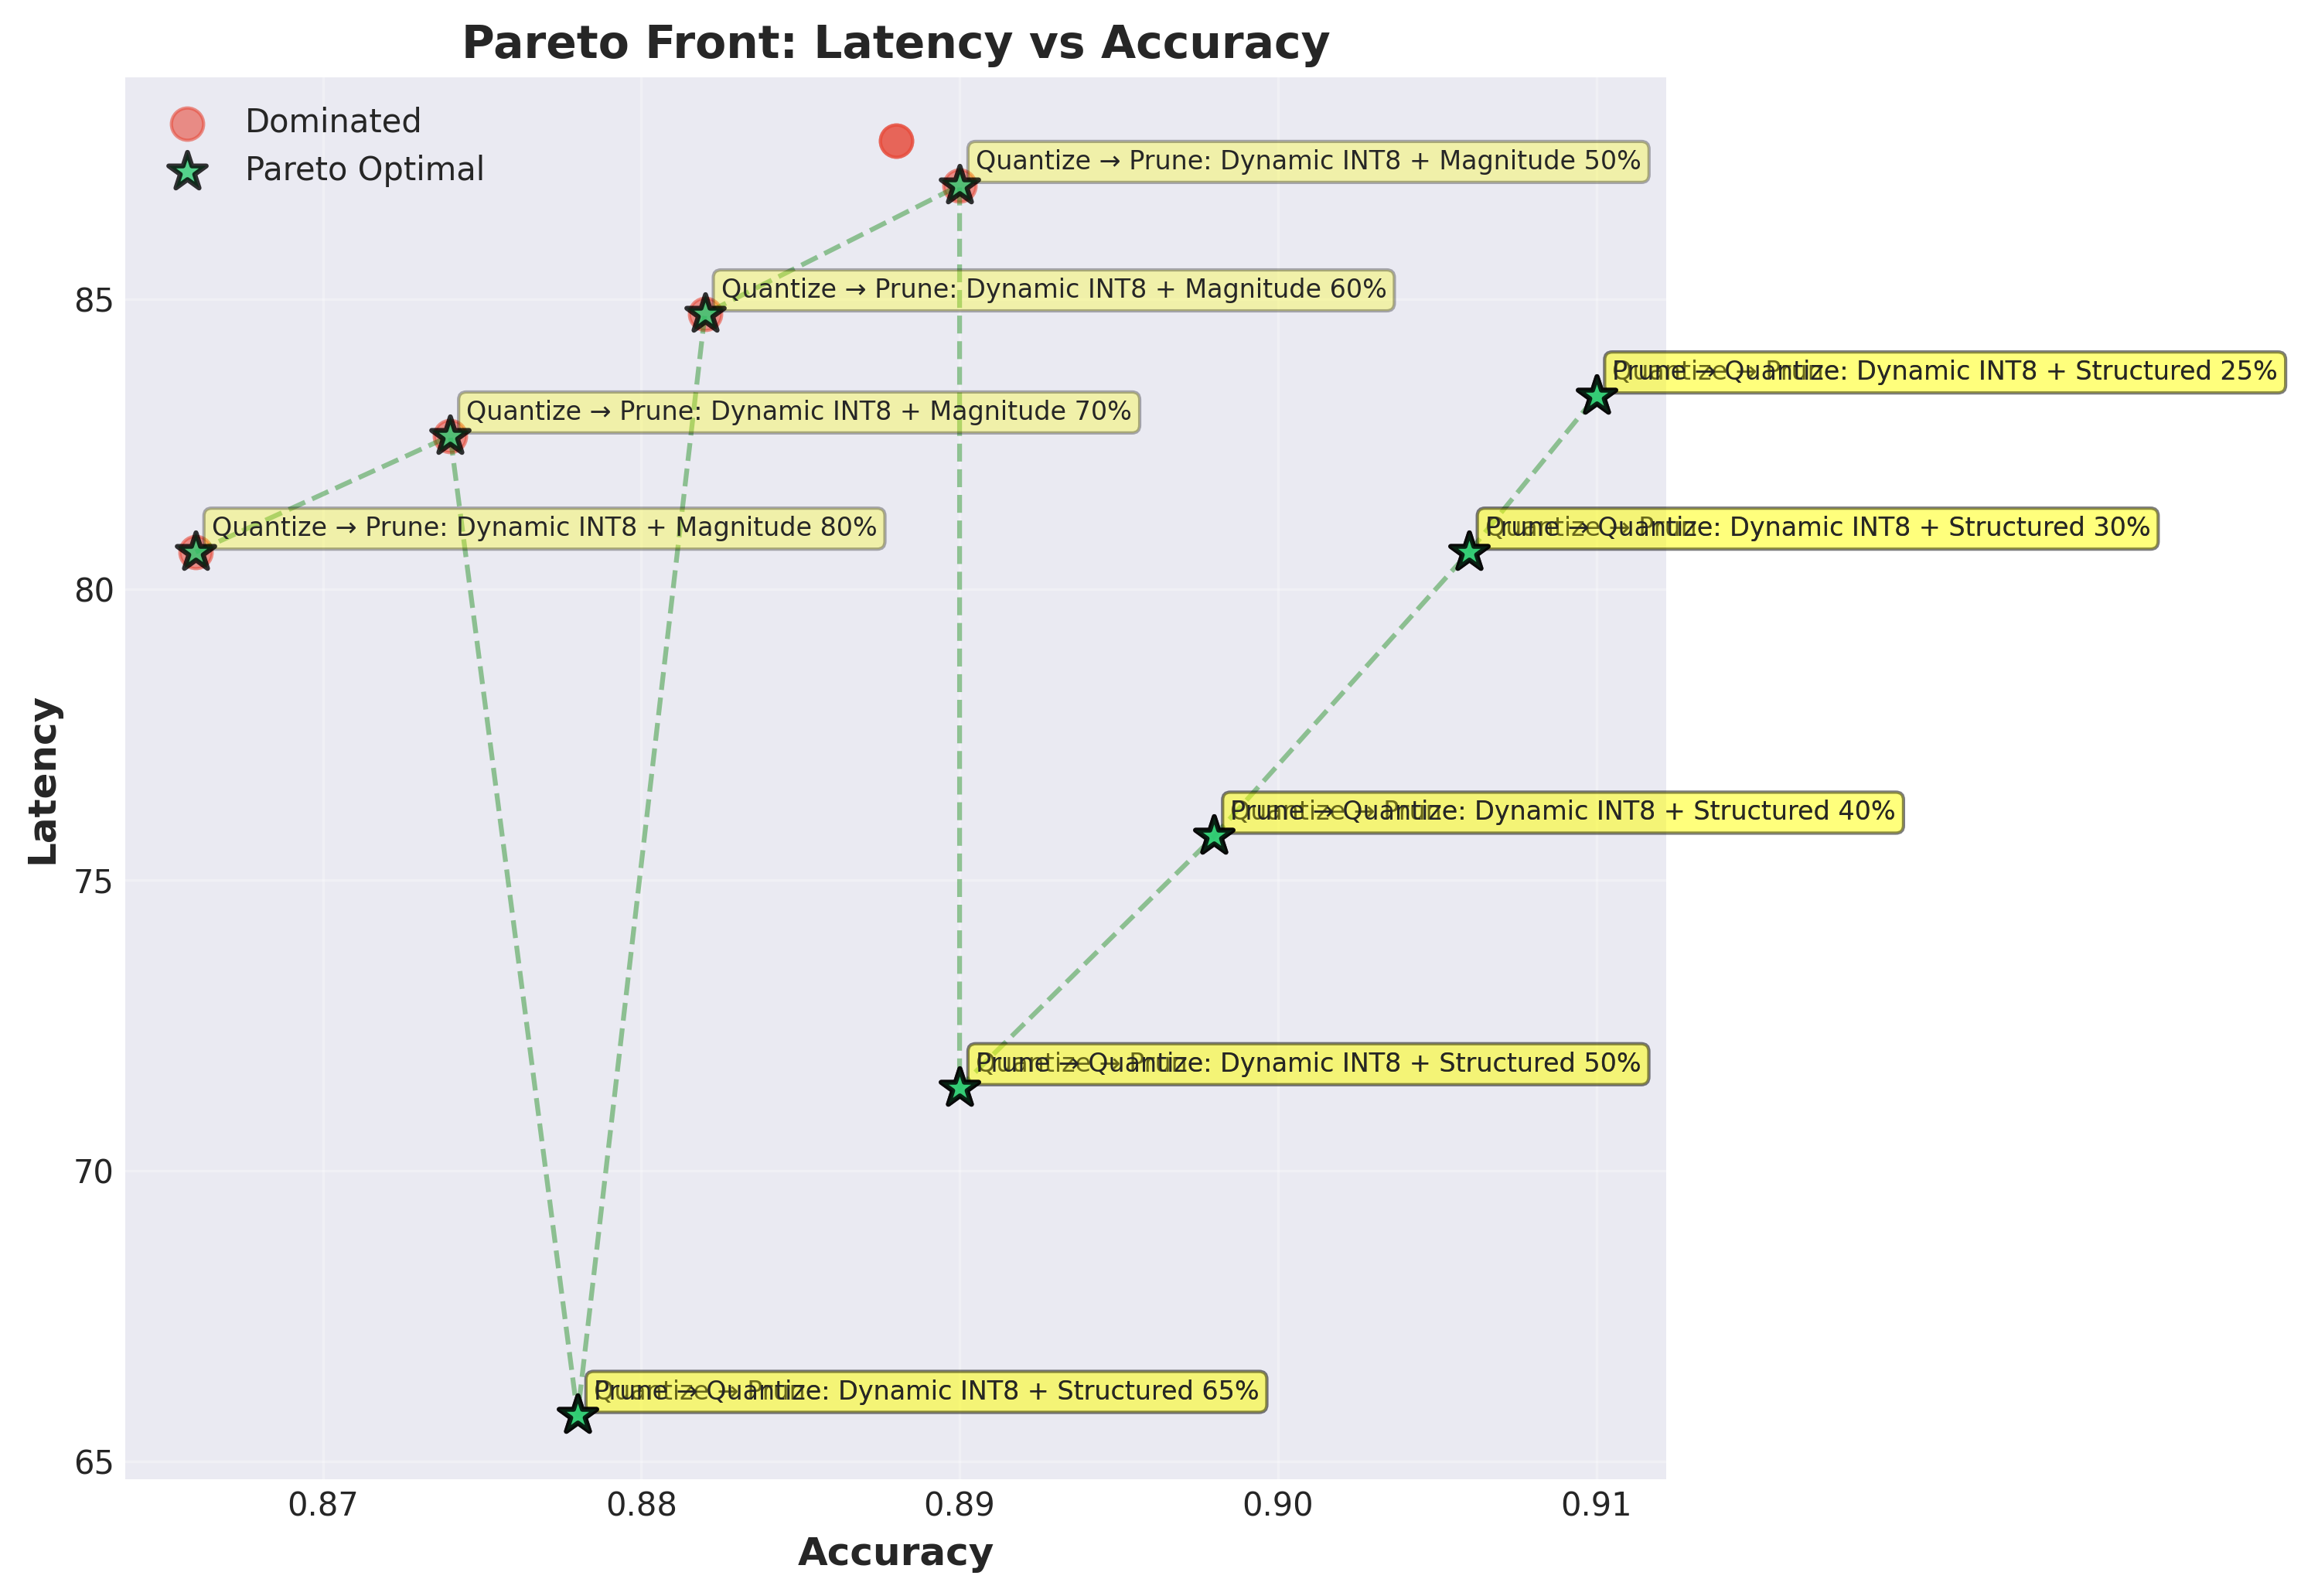 Pareto Front: Latency vs Accuracy
Dominated
Pareto Optimal
Quantize → Prune: Dynamic INT8 + Magnitude 50%
Quantize → Prune: Dynamic INT8 + Magnitude 60%
Prune → Quantize: Dynamic INT8 + Structured 25%
Quantize → Prune: Dynamic INT8 + Magnitude 70%
Quantize → Prune: Dynamic INT8 + Magnitude 80%
Prune → Quantize: Dynamic INT8 + Structured 30%
Prune → Quantize: Dynamic INT8 + Structured 40%
Prune → Quantize: Dynamic INT8 + Structured 50%
Prune → Quantize: Dynamic INT8 + Structured 65%
85
80
75
70
65
Latency
0.87
0.88
0.89
0.90
0.91
Accuracy